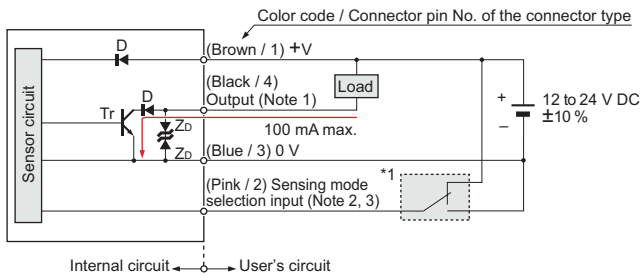 Color code / Connector pin No. of the connector type
D
(Brown / 1) +V
(Black / 4)
Output (Note 1)
Load
D
Tr
ZD
ZD
100 mA max.
+
−
12 to 24 V DC
±10 %
Sensor circuit
(Blue / 3) 0 V
(Pink / 2) Sensing mode
selection input (Note 2, 3)
*1
Internal circuit
User's circuit